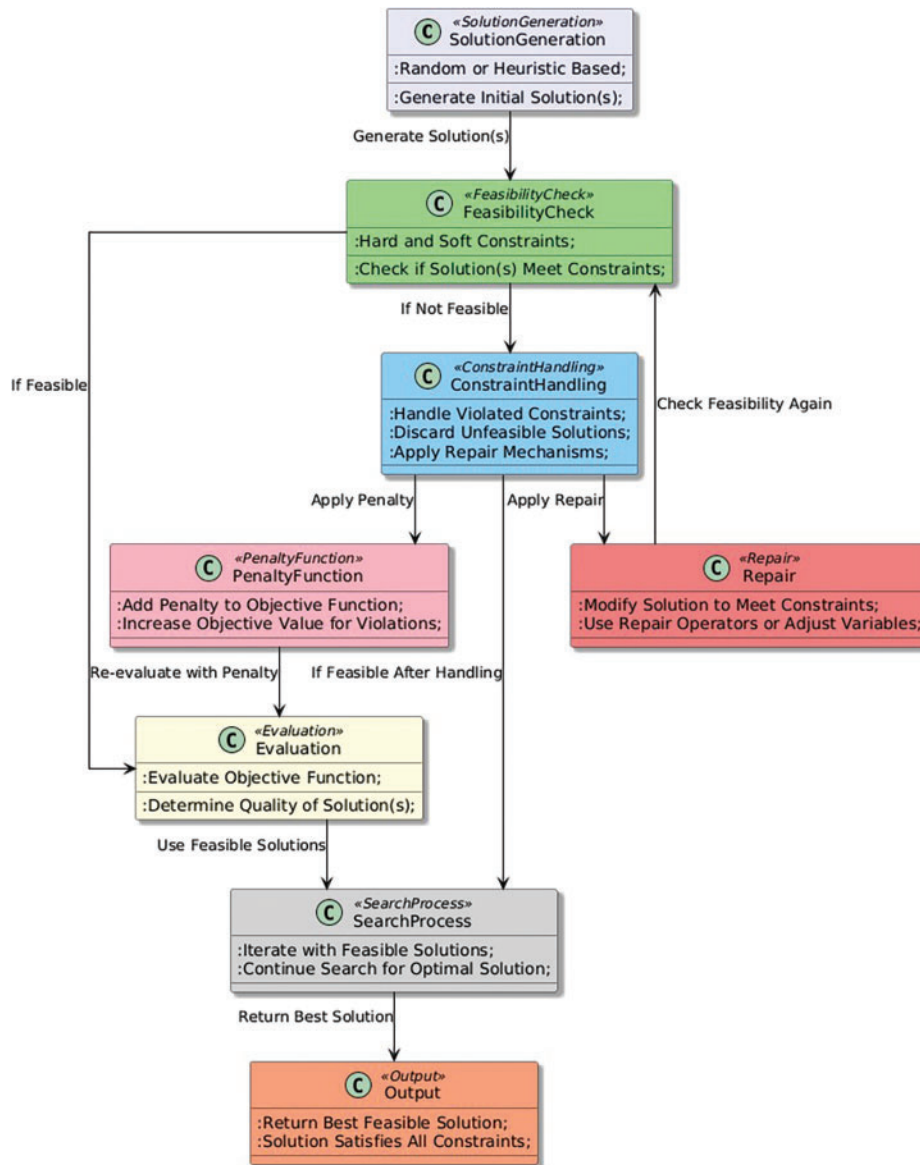 «SolutionGeneration»
C SolutionGeneration
:Random or Heuristic Based;
:Generate Initial Solution(s);
Generate Solution(s)
«FeasibilityCheck»
C FeasibilityCheck
:Hard and Soft Constraints;
:Check if Solution(s) Meet Constraints;
If Not Feasible
If Feasible
«ConstraintHandling»
C ConstraintHandling
:Handle Violated Constraints;
:Discard Unfeasible Solutions;
:Apply Repair Mechanisms;
Check Feasibility Again
Apply Penalty
Apply Repair
«PenaltyFunction»
C PenaltyFunction
:Add Penalty to Objective Function;
:Increase Objective Value for Violations;
«Repair»
C Repair
:Modify Solution to Meet Constraints;
:Use Repair Operators or Adjust Variables;
Re-evaluate with Penalty
If Feasible After Handling
«Evaluation»
C Evaluation
:Evaluate Objective Function;
:Determine Quality of Solution(s);
Use Feasible Solutions
«SearchProcess»
C SearchProcess
:Iterate with Feasible Solutions;
:Continue Search for Optimal Solution;
Return Best Solution
«Output»
C Output
:Return Best Feasible Solution;
:Solution Satisfies All Constraints;